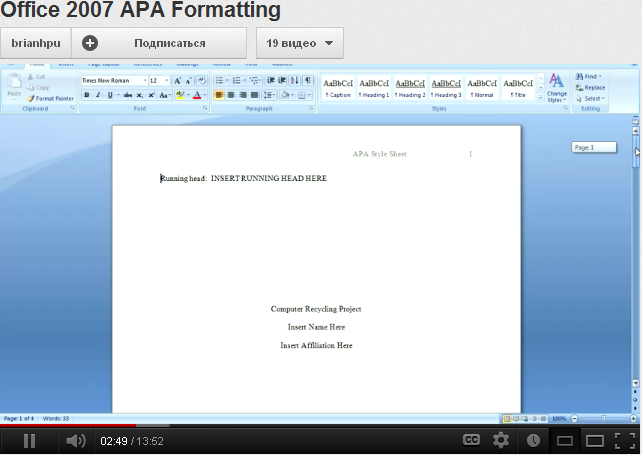 Office 2007 APA Formatting
brianhpu Подписаться 19 видео
Cut
Copy
Paste Format Painter
Clipboard
Times New Roman 12
Font
Paragraph
AaBbCcI AaBbCcI AaBbCcI AaBbCcI AaBbCcI AaBbCcI
¶ Caption ¶ Heading 1 ¶ Heading 2 ¶ Heading 3 ¶ Normal ¶ Title
Change Styles
Styles
Find
Replace
Select
Editing
APA Style Sheet 1
Page: 1
Running head: INSERT RUNNING HEAD HERE
Computer Recycling Project
Insert Name Here
Insert Affiliation Here
Page: 1 of 4 Words: 33 100%
02:49 / 13:52 CC